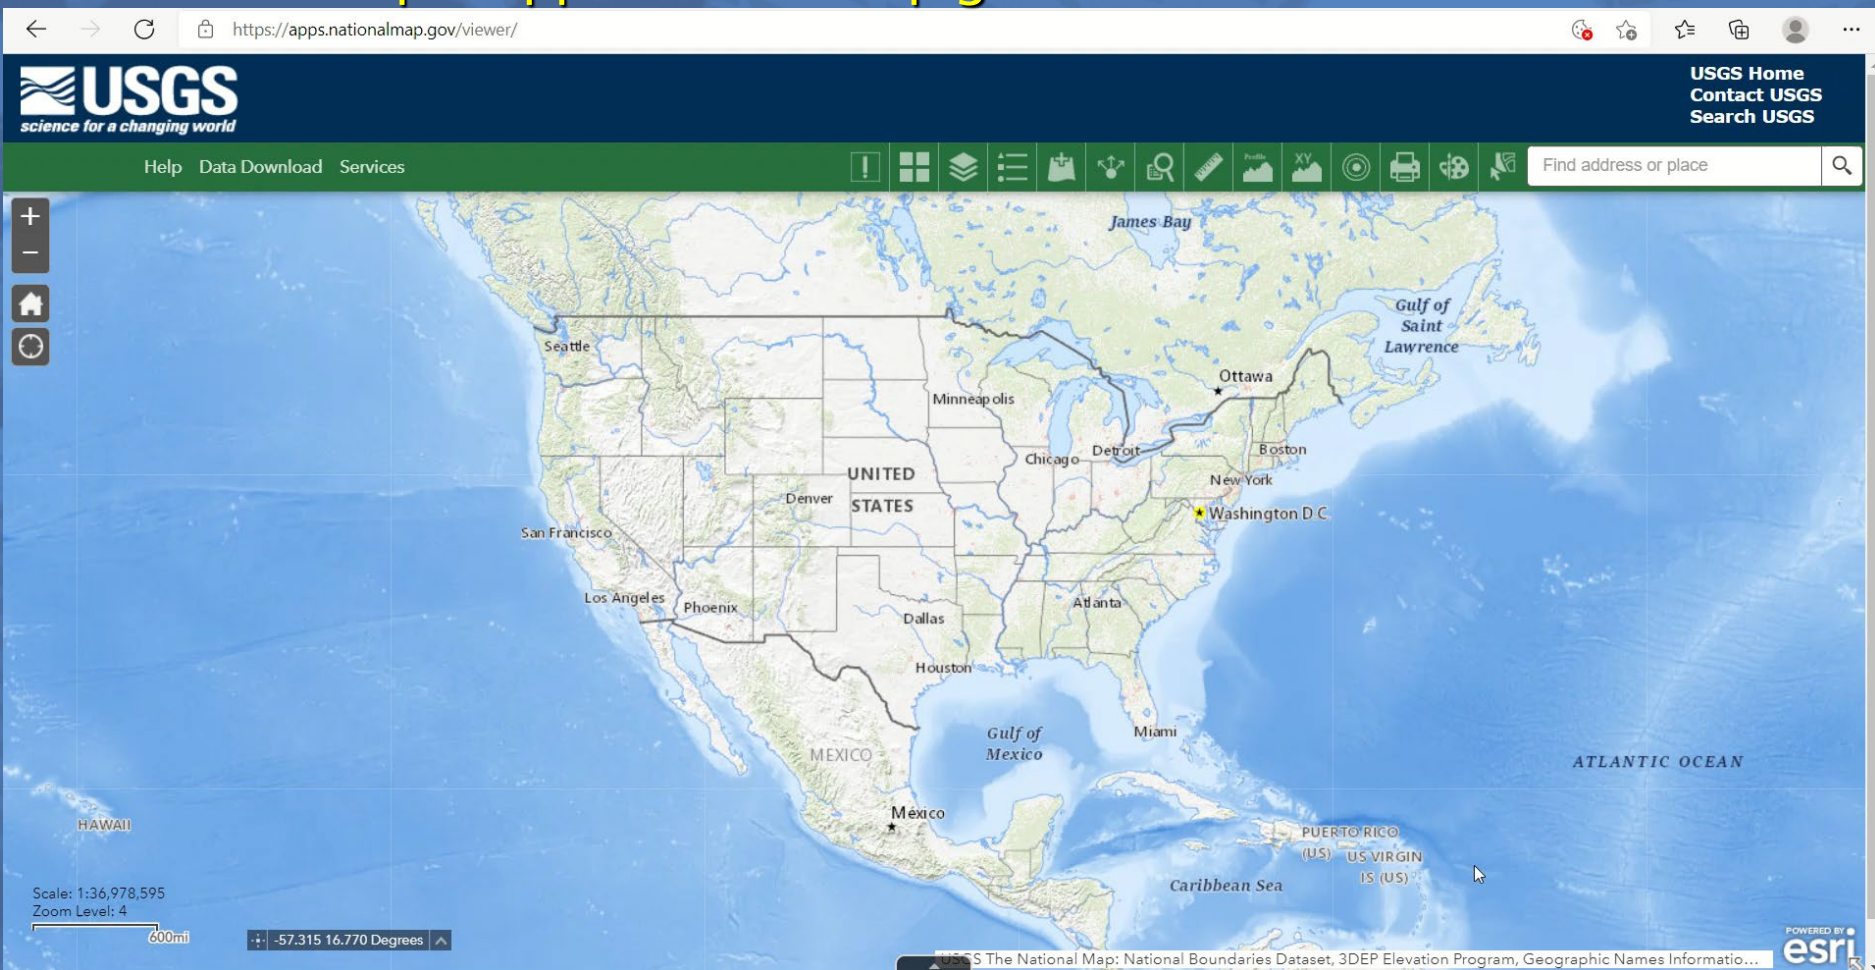 https://apps.nationalmap.gov/viewer/
USGS
science for a changing world
USGS Home
Contact USGS
Search USGS
Help Data Download Services
Profile
XY
Find address or place
James Bay
Gulf of
Saint
Lawrence
Seattle
Ottawa
Minneapolis
Boston
Detroit
Chicago
UNITED
New York
Denver
STATES
Washington D C
San Francisco
Los Angeles
Phoenix
Atlanta
Dallas
Houston
Gulf of
Mexico
Miami
MEXICO
ATLANTIC OCEAN
México
HAWAII
PUERTO RICO
(US)
US VIRGIN
IS (US)
Caribbean Sea
Scale: 1:36,978,595
Zoom Level: 4
600mi
-57.315 16.770 Degrees
USGS The National Map: National Boundaries Dataset, 3DEP Elevation Program, Geographic Names Informatio...
POWERED BY
esri